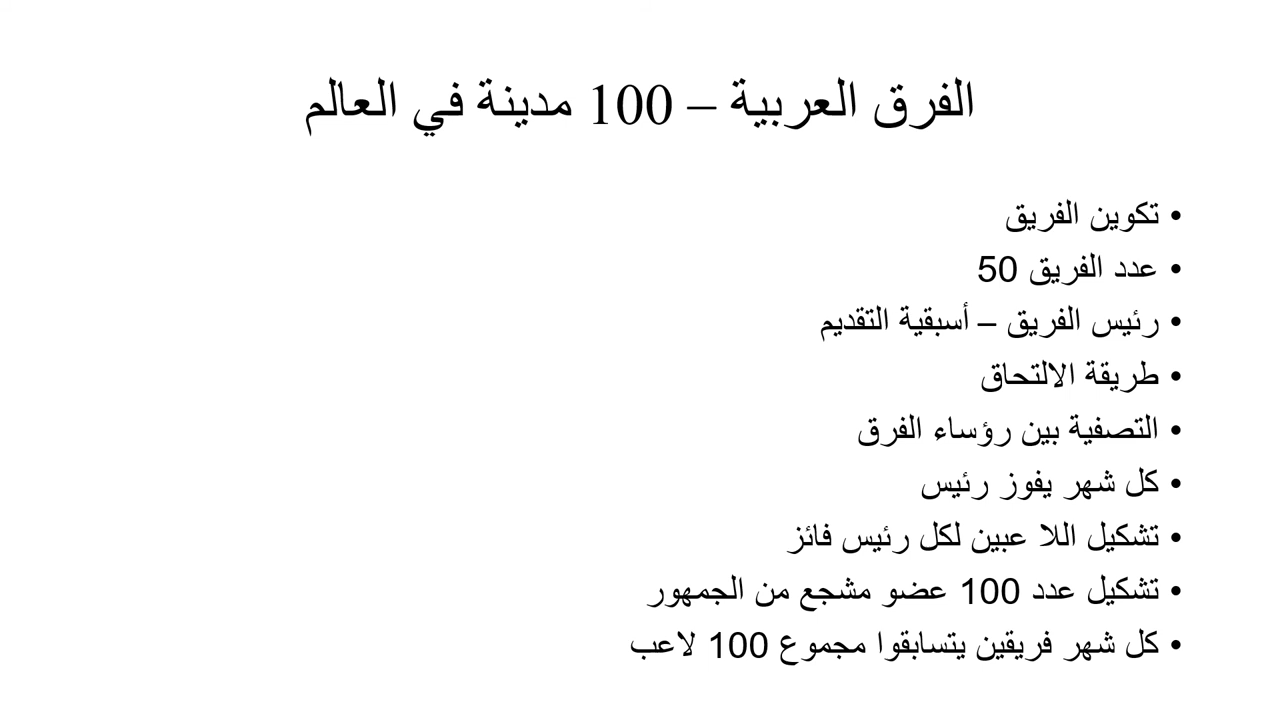 الفرق العربية – 100 مدينة في العالم
• تكوين الفريق
• عدد الفريق 50
• رئيس الفريق – أسبقية التقديم
• طريقة الالتحاق
• التصفية بين رؤساء الفرق
• كل شهر يفوز رئيس
• تشكيل اللا عبين لكل رئيس فائز
• تشكيل عدد 100 عضو مشجع من الجمهور
• كل شهر فريقين يتسابقوا مجموع 100 لاعب